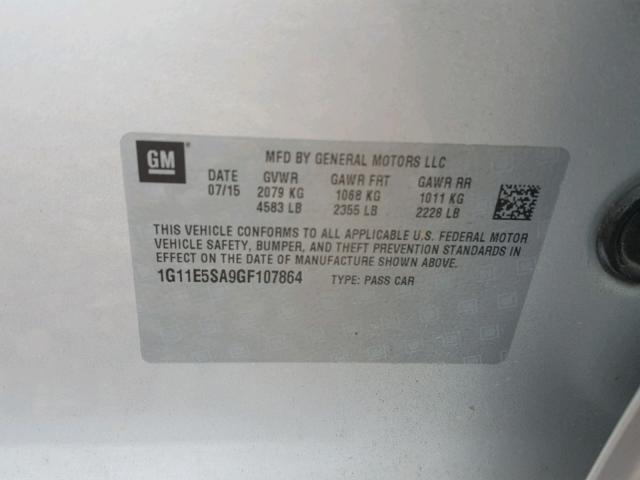 GM
MFD BY GENERAL MOTORS LLC
DATE GVWR GAWR FRT GAWR RR
07/15 2079 KG 1068 KG 1011 KG
4583 LB 2355 LB 2228 LB
THIS VEHICLE CONFORMS TO ALL APPLICABLE U.S. FEDERAL MOTOR
VEHICLE SAFETY, BUMPER, AND THEFT PREVENTION STANDARDS IN
EFFECT ON THE DATE OF MANUFACTURE SHOWN ABOVE.
1G11E5SA9GF107864 TYPE: PASS CAR